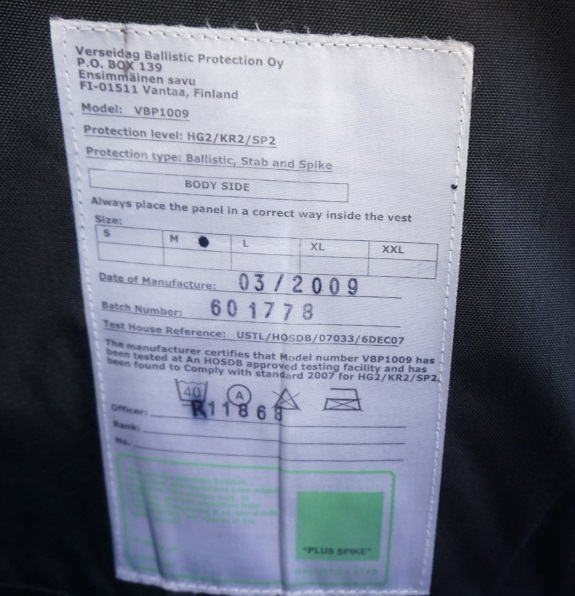 Verseidag Ballistic Protection Oy
P.O. BOX 139
Ensimmäinen savu
FI-01511 Vantaa, Finland
Model: VBP1009
Protection level: HG2/KR2/SP2
Protection type: Ballistic, Stab and Spike
BODY SIDE
Always place the panel in a correct way inside the vest
Size:
S M L XL XXL
Date of Manufacture: 03/2009
Batch Number: 601778
Test House Reference: USTL/HOSDB/07033/6DEC07
The manufacturer certifies that Model number VBP1009 has
been tested at An HOSDB approved testing facility and has
been found to Comply with standard 2007 for HG2/KR2/SP2.
40 A
Officer: R11868
Rank:
No.
"PLUS SPIKE"